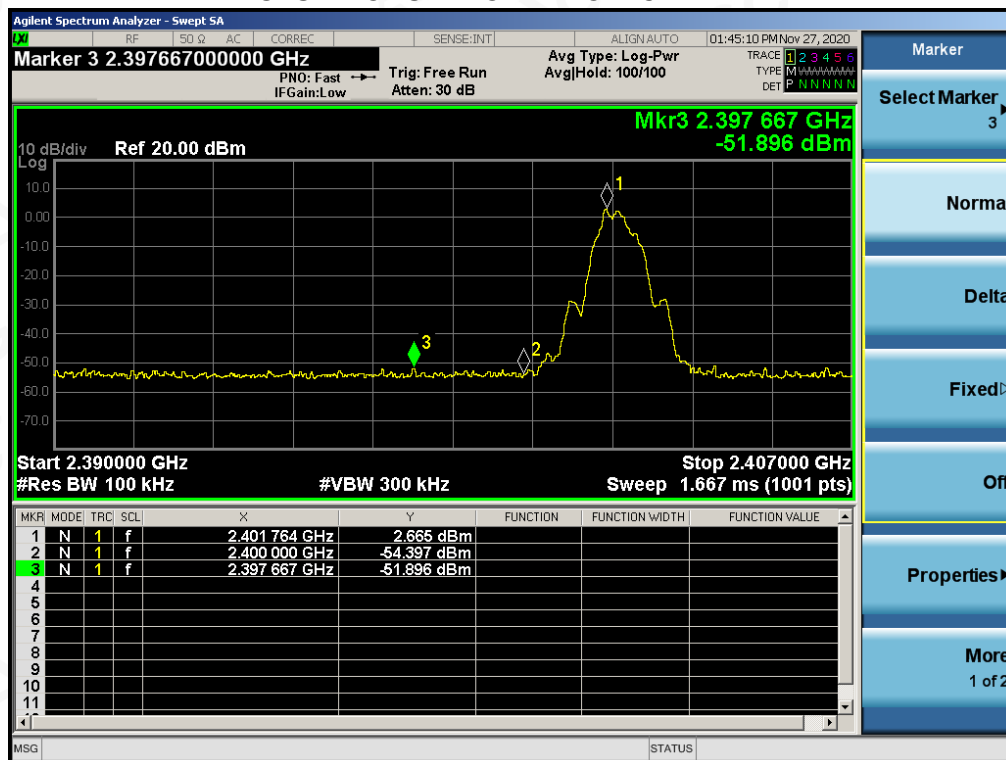 Agilent Spectrum Analyzer - Swept SA
LXI RF 50 Ω AC CORREC SENSE:INT ALIGN AUTO 01:45:10 PM Nov 27, 2020
Marker 3 2.397667000000 GHz
PNO: Fast
IFGain:Low
Trig: Free Run
Atten: 30 dB
Avg Type: Log-Pwr
Avg|Hold: 100/100
TRACE 1 2 3 4 5 6
TYPE M W W W W W
DET P N N N N N
Mkr3 2.397 667 GHz
-51.896 dBm
10 dB/div Ref 20.00 dBm
Log
10.0
0.00
-10.0
-20.0
-30.0
-40.0
-50.0
-60.0
-70.0
1
2
3
Start 2.390000 GHz Stop 2.407000 GHz
#Res BW 100 kHz #VBW 300 kHz Sweep 1.667 ms (1001 pts)
MKR MODE TRC SCL X Y FUNCTION FUNCTION WIDTH FUNCTION VALUE
1 N 1 f 2.401 764 GHz 2.665 dBm
2 N 1 f 2.400 000 GHz -54.397 dBm
3 N 1 f 2.397 667 GHz -51.896 dBm
4
5
6
7
8
9
10
11
MSG STATUS
Marker
Select Marker
3
Norma
Delta
Fixed
Off
Properties
More
1 of 2